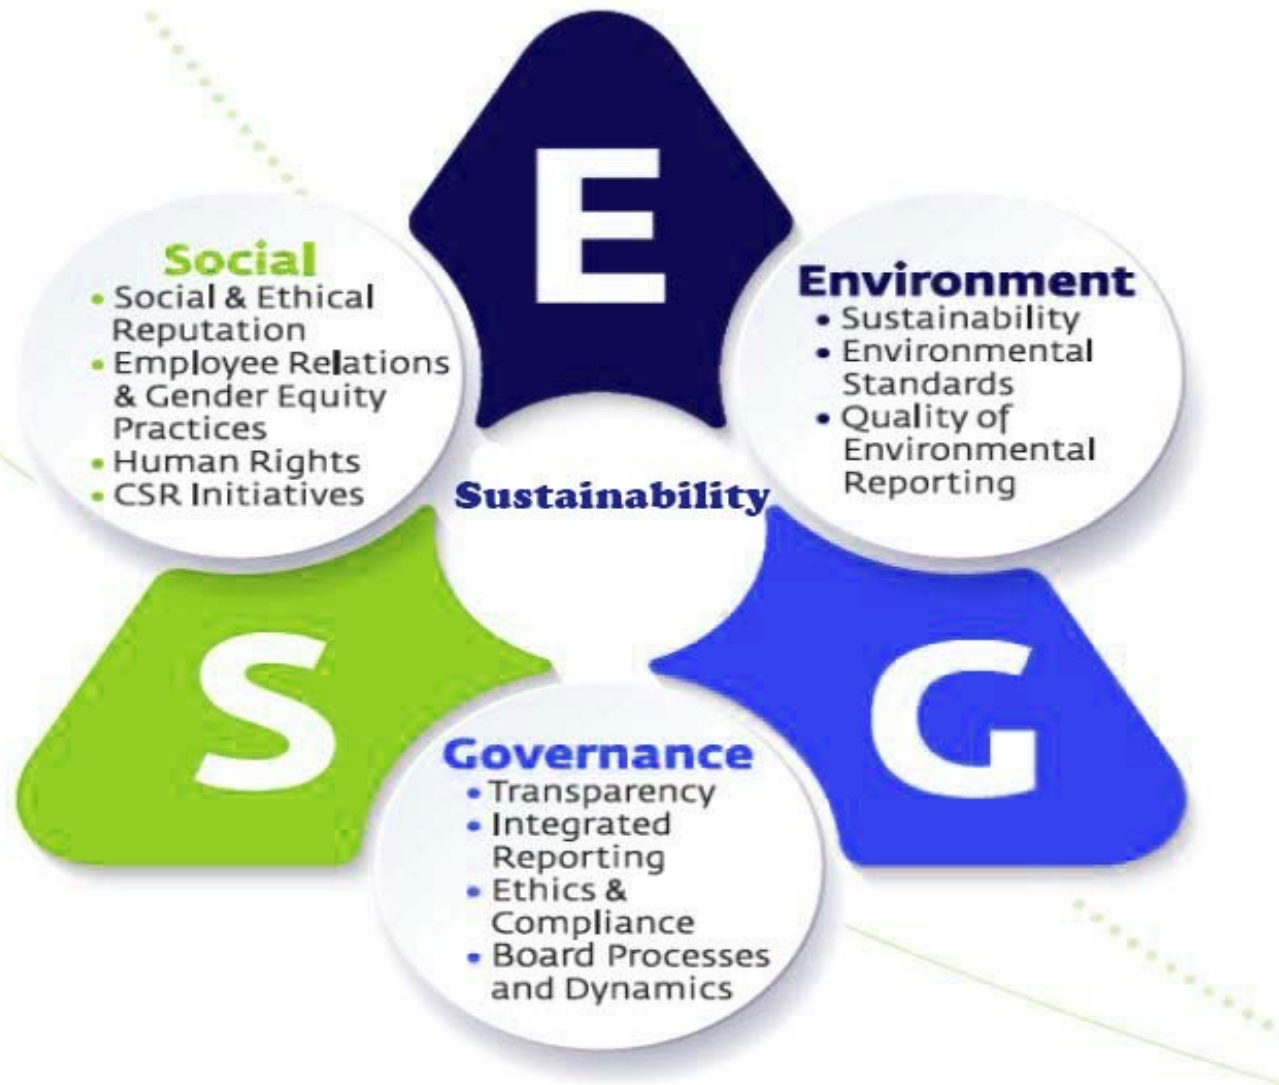 E
Social
• Social & Ethical
Reputation
• Employee Relations
& Gender Equity
Practices
• Human Rights
• CSR Initiatives
Environment
• Sustainability
• Environmental
Standards
• Quality of
Environmental
Reporting
Sustainability
S
G
Governance
• Transparency
• Integrated
Reporting
• Ethics &
Compliance
• Board Processes
and Dynamics